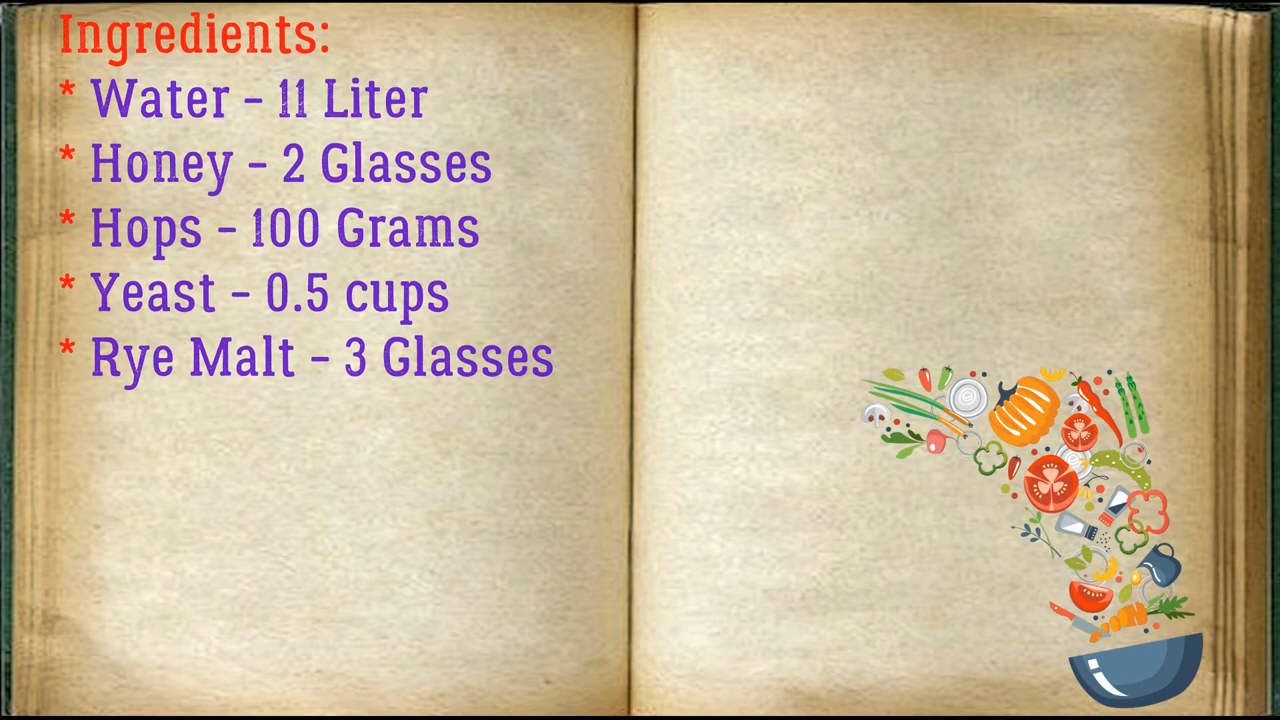 Ingredients:
* Water - 11 Liter
* Honey - 2 Glasses
* Hops - 100 Grams
* Yeast - 0.5 cups
* Rye Malt - 3 Glasses